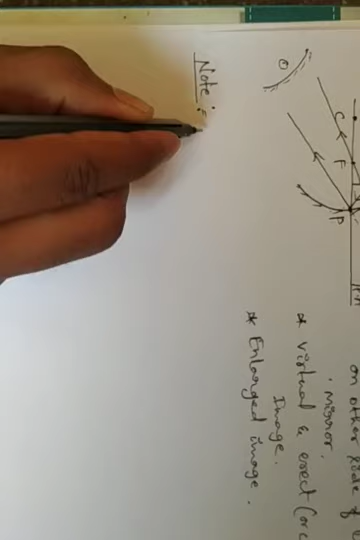 C
F
P
on other side of
mirror.
* virtual & erect (or
Image.
* Enlarged image.
Note: